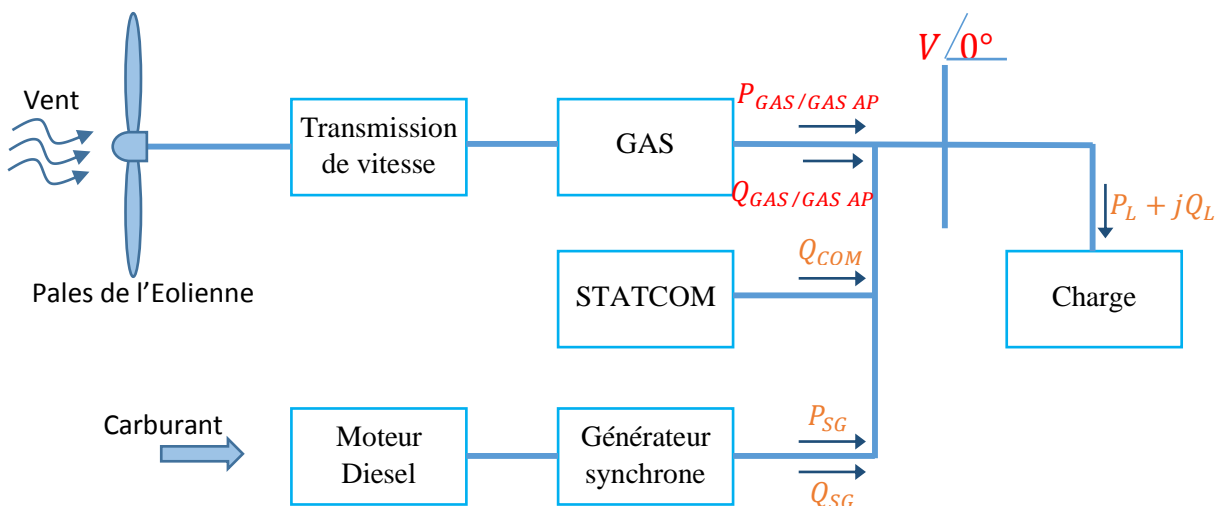 V/0°
Vent
P_GAS/GAS AP
Transmission
de vitesse
GAS
Q_GAS/GAS AP
P_L + jQ_L
Pales de l'Eolienne
STATCOM
Q_COM
Charge
Carburant
Moteur
Diesel
Générateur
synchrone
P_SG
Q_SG